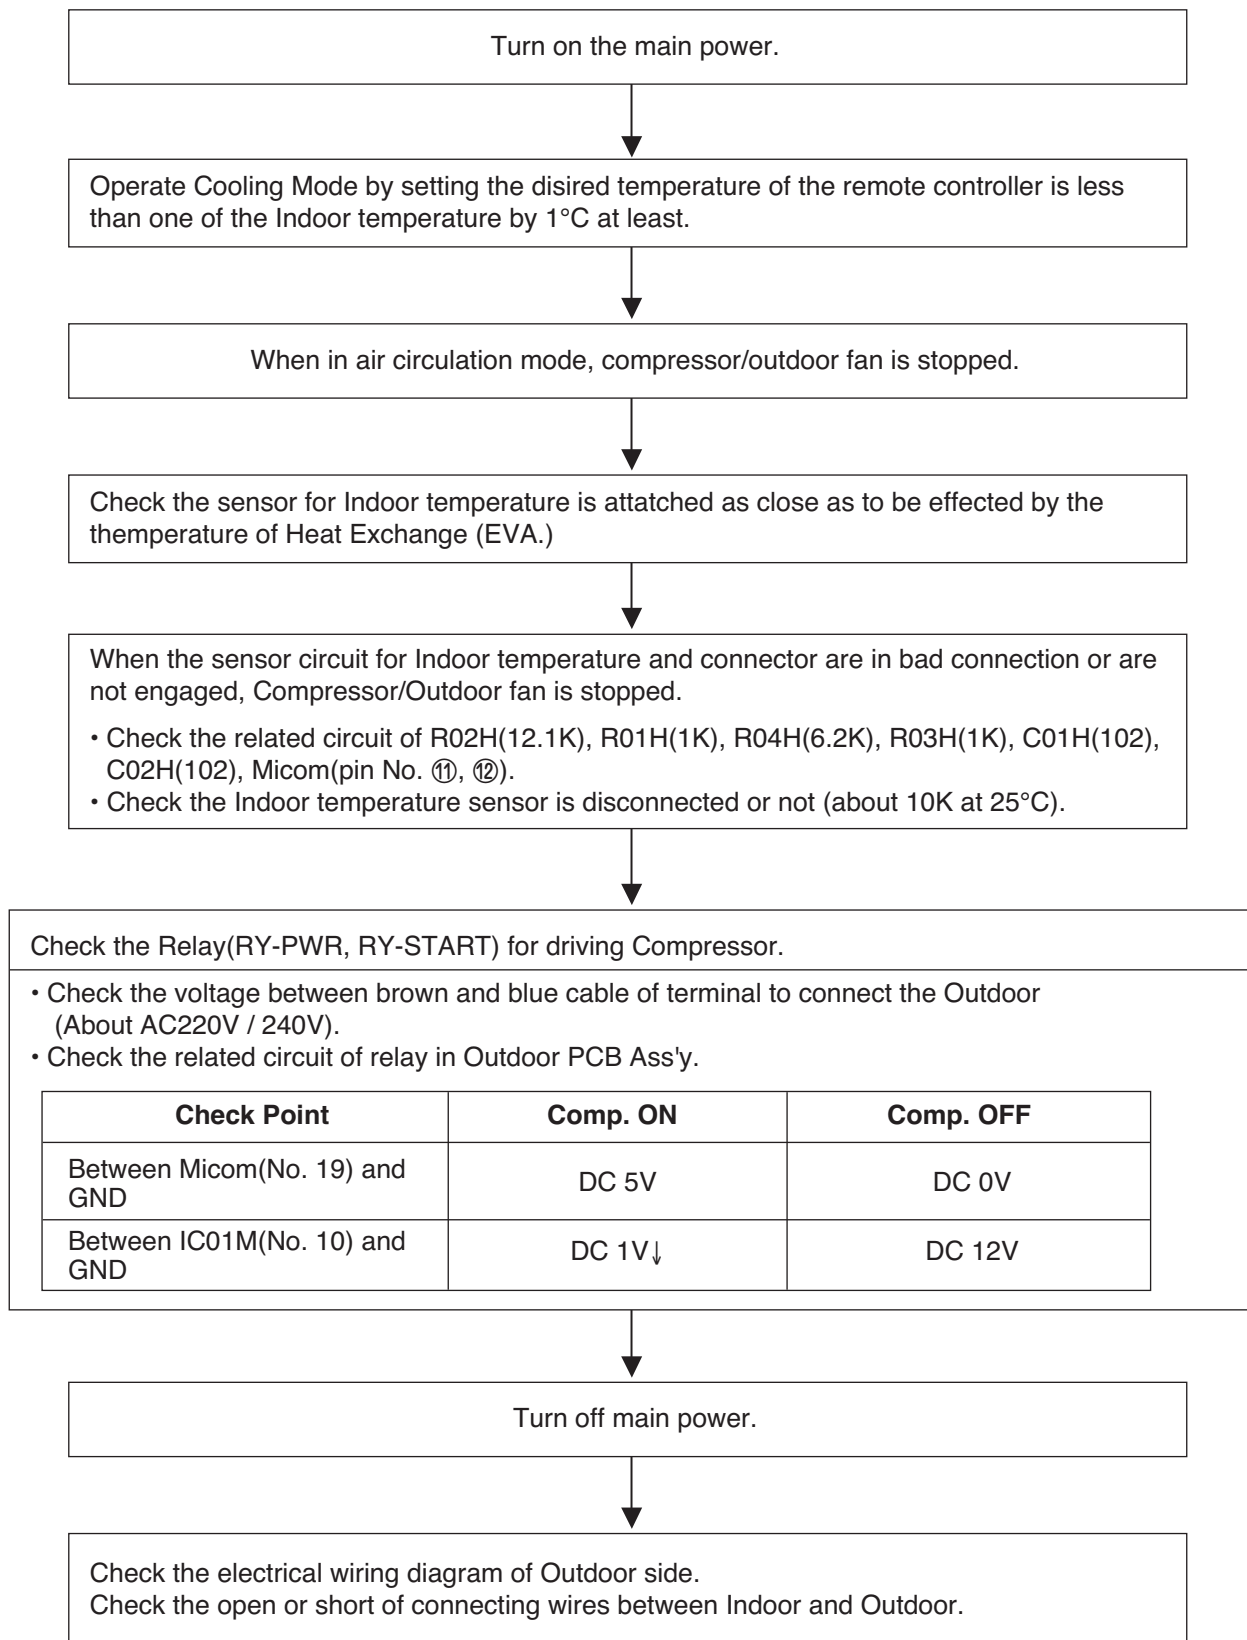 Turn on the main power.
Operate Cooling Mode by setting the disired temperature of the remote controller is less
than one of the Indoor temperature by 1°C at least.
When in air circulation mode, compressor/outdoor fan is stopped.
Check the sensor for Indoor temperature is attatched as close as to be effected by the
themperature of Heat Exchange (EVA.)
When the sensor circuit for Indoor temperature and connector are in bad connection or are
not engaged, Compressor/Outdoor fan is stopped.
• Check the related circuit of R02H(12.1K), R01H(1K), R04H(6.2K), R03H(1K), C01H(102),
C02H(102), Micom(pin No. ⑪, ⑫).
• Check the Indoor temperature sensor is disconnected or not (about 10K at 25°C).
Check the Relay(RY-PWR, RY-START) for driving Compressor.
• Check the voltage between brown and blue cable of terminal to connect the Outdoor
(About AC220V / 240V).
• Check the related circuit of relay in Outdoor PCB Ass'y.
Check Point Comp. ON Comp. OFF
Between Micom(No. 19) and
GND DC 5V DC 0V
Between IC01M(No. 10) and
GND DC 1V↓ DC 12V
Turn off main power.
Check the electrical wiring diagram of Outdoor side.
Check the open or short of connecting wires between Indoor and Outdoor.